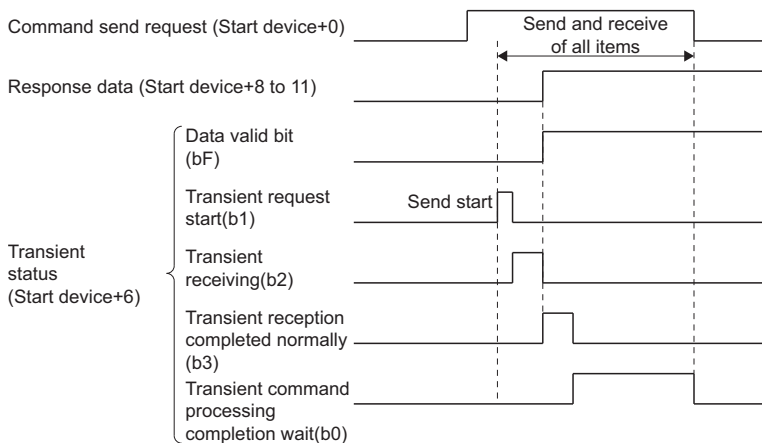 Command send request (Start device+0)
Send and receive
of all items
Response data (Start device+8 to 11)
Data valid bit
(bF)
Transient request
start(b1)
Send start
Transient
status
(Start device+6)
Transient
receiving(b2)
Transient reception
completed normally
(b3)
Transient command
processing
completion wait(b0)